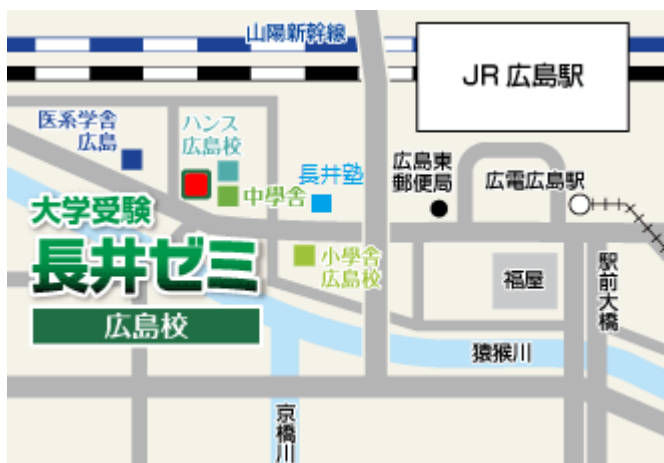 山陽新幹線
JR 広島駅
医系学舎
広島
ハンス
広島校
中學舎
長井塾
広島東
郵便局
広電広島駅
大学受験
長井ゼミ
広島校
小學舎
広島校
福屋
駅前大橋
猿猴川
京橋川